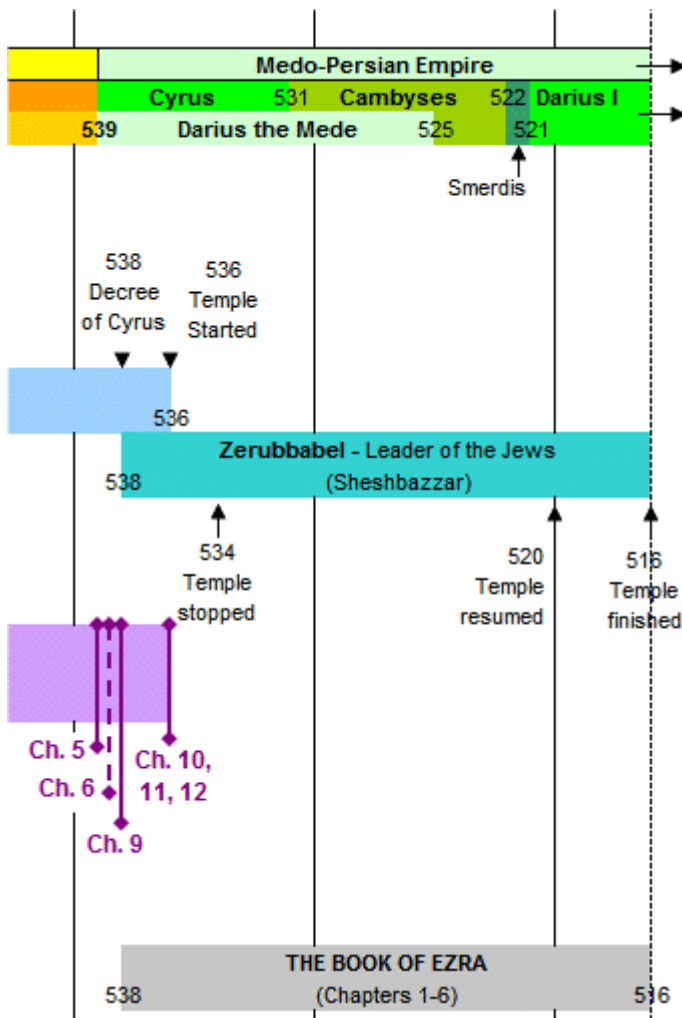 Medo-Persian Empire
Cyrus 531 Cambyses 522 Darius I
539 Darius the Mede 525 521
Smerdis
538
Decree
of Cyrus
536
Temple
Started
536
Zerubbabel - Leader of the Jews
538 (Sheshbazzar)
534
Temple
stopped
520
Temple
resumed
516
Temple
finished
Ch. 5
Ch. 6
Ch. 9
Ch. 10,
11, 12
THE BOOK OF EZRA
538 (Chapters 1-6) 516